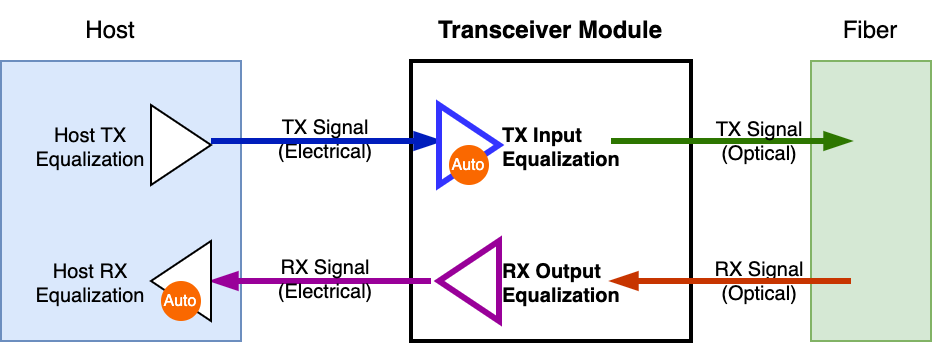 Host
Transceiver Module
Fiber
Host TX
Equalization
TX Signal
(Electrical)
Auto
TX Input
Equalization
TX Signal
(Optical)
Host RX
Equalization
Auto
RX Signal
(Electrical)
RX Output
Equalization
RX Signal
(Optical)